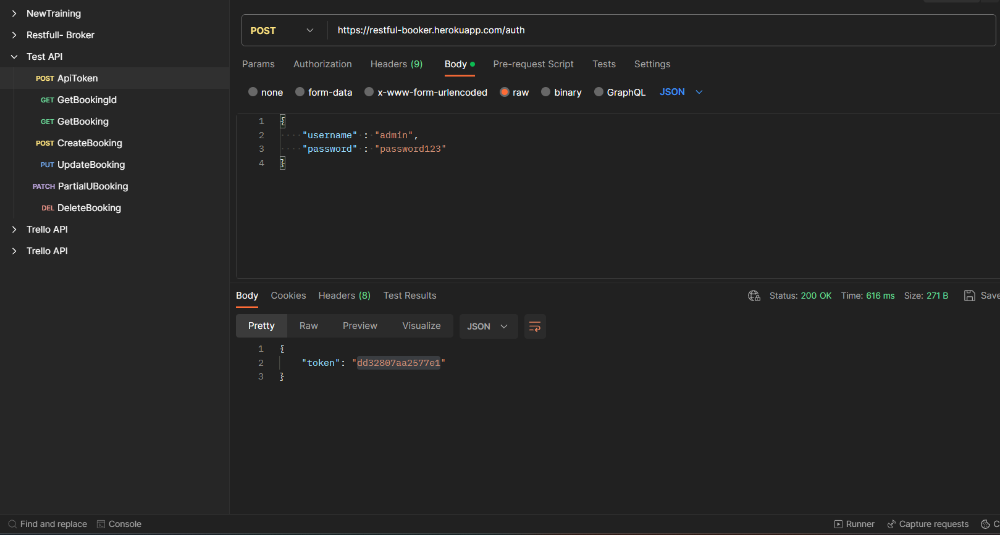 NewTraining
Restfull- Broker
Test API
POST ApiToken
GET GetBookingId
GET GetBooking
POST CreateBooking
PUT UpdateBooking
PATCH PartialUBooking
DEL DeleteBooking
Trello API
Trello API
POST https://restful-booker.herokuapp.com/auth
Params Authorization Headers (9) Body Pre-request Script Tests Settings
none form-data x-www-form-urlencoded raw binary GraphQL JSON
1 {
2 "username" : "admin",
3 "password" : "password123"
4 }
Body Cookies Headers (8) Test Results Status: 200 OK Time: 616 ms Size: 271 B Save
Pretty Raw Preview Visualize JSON
1 {
2 "token": "dd32807aa2577e1"
3 }
Find and replace Console Runner Capture requests C